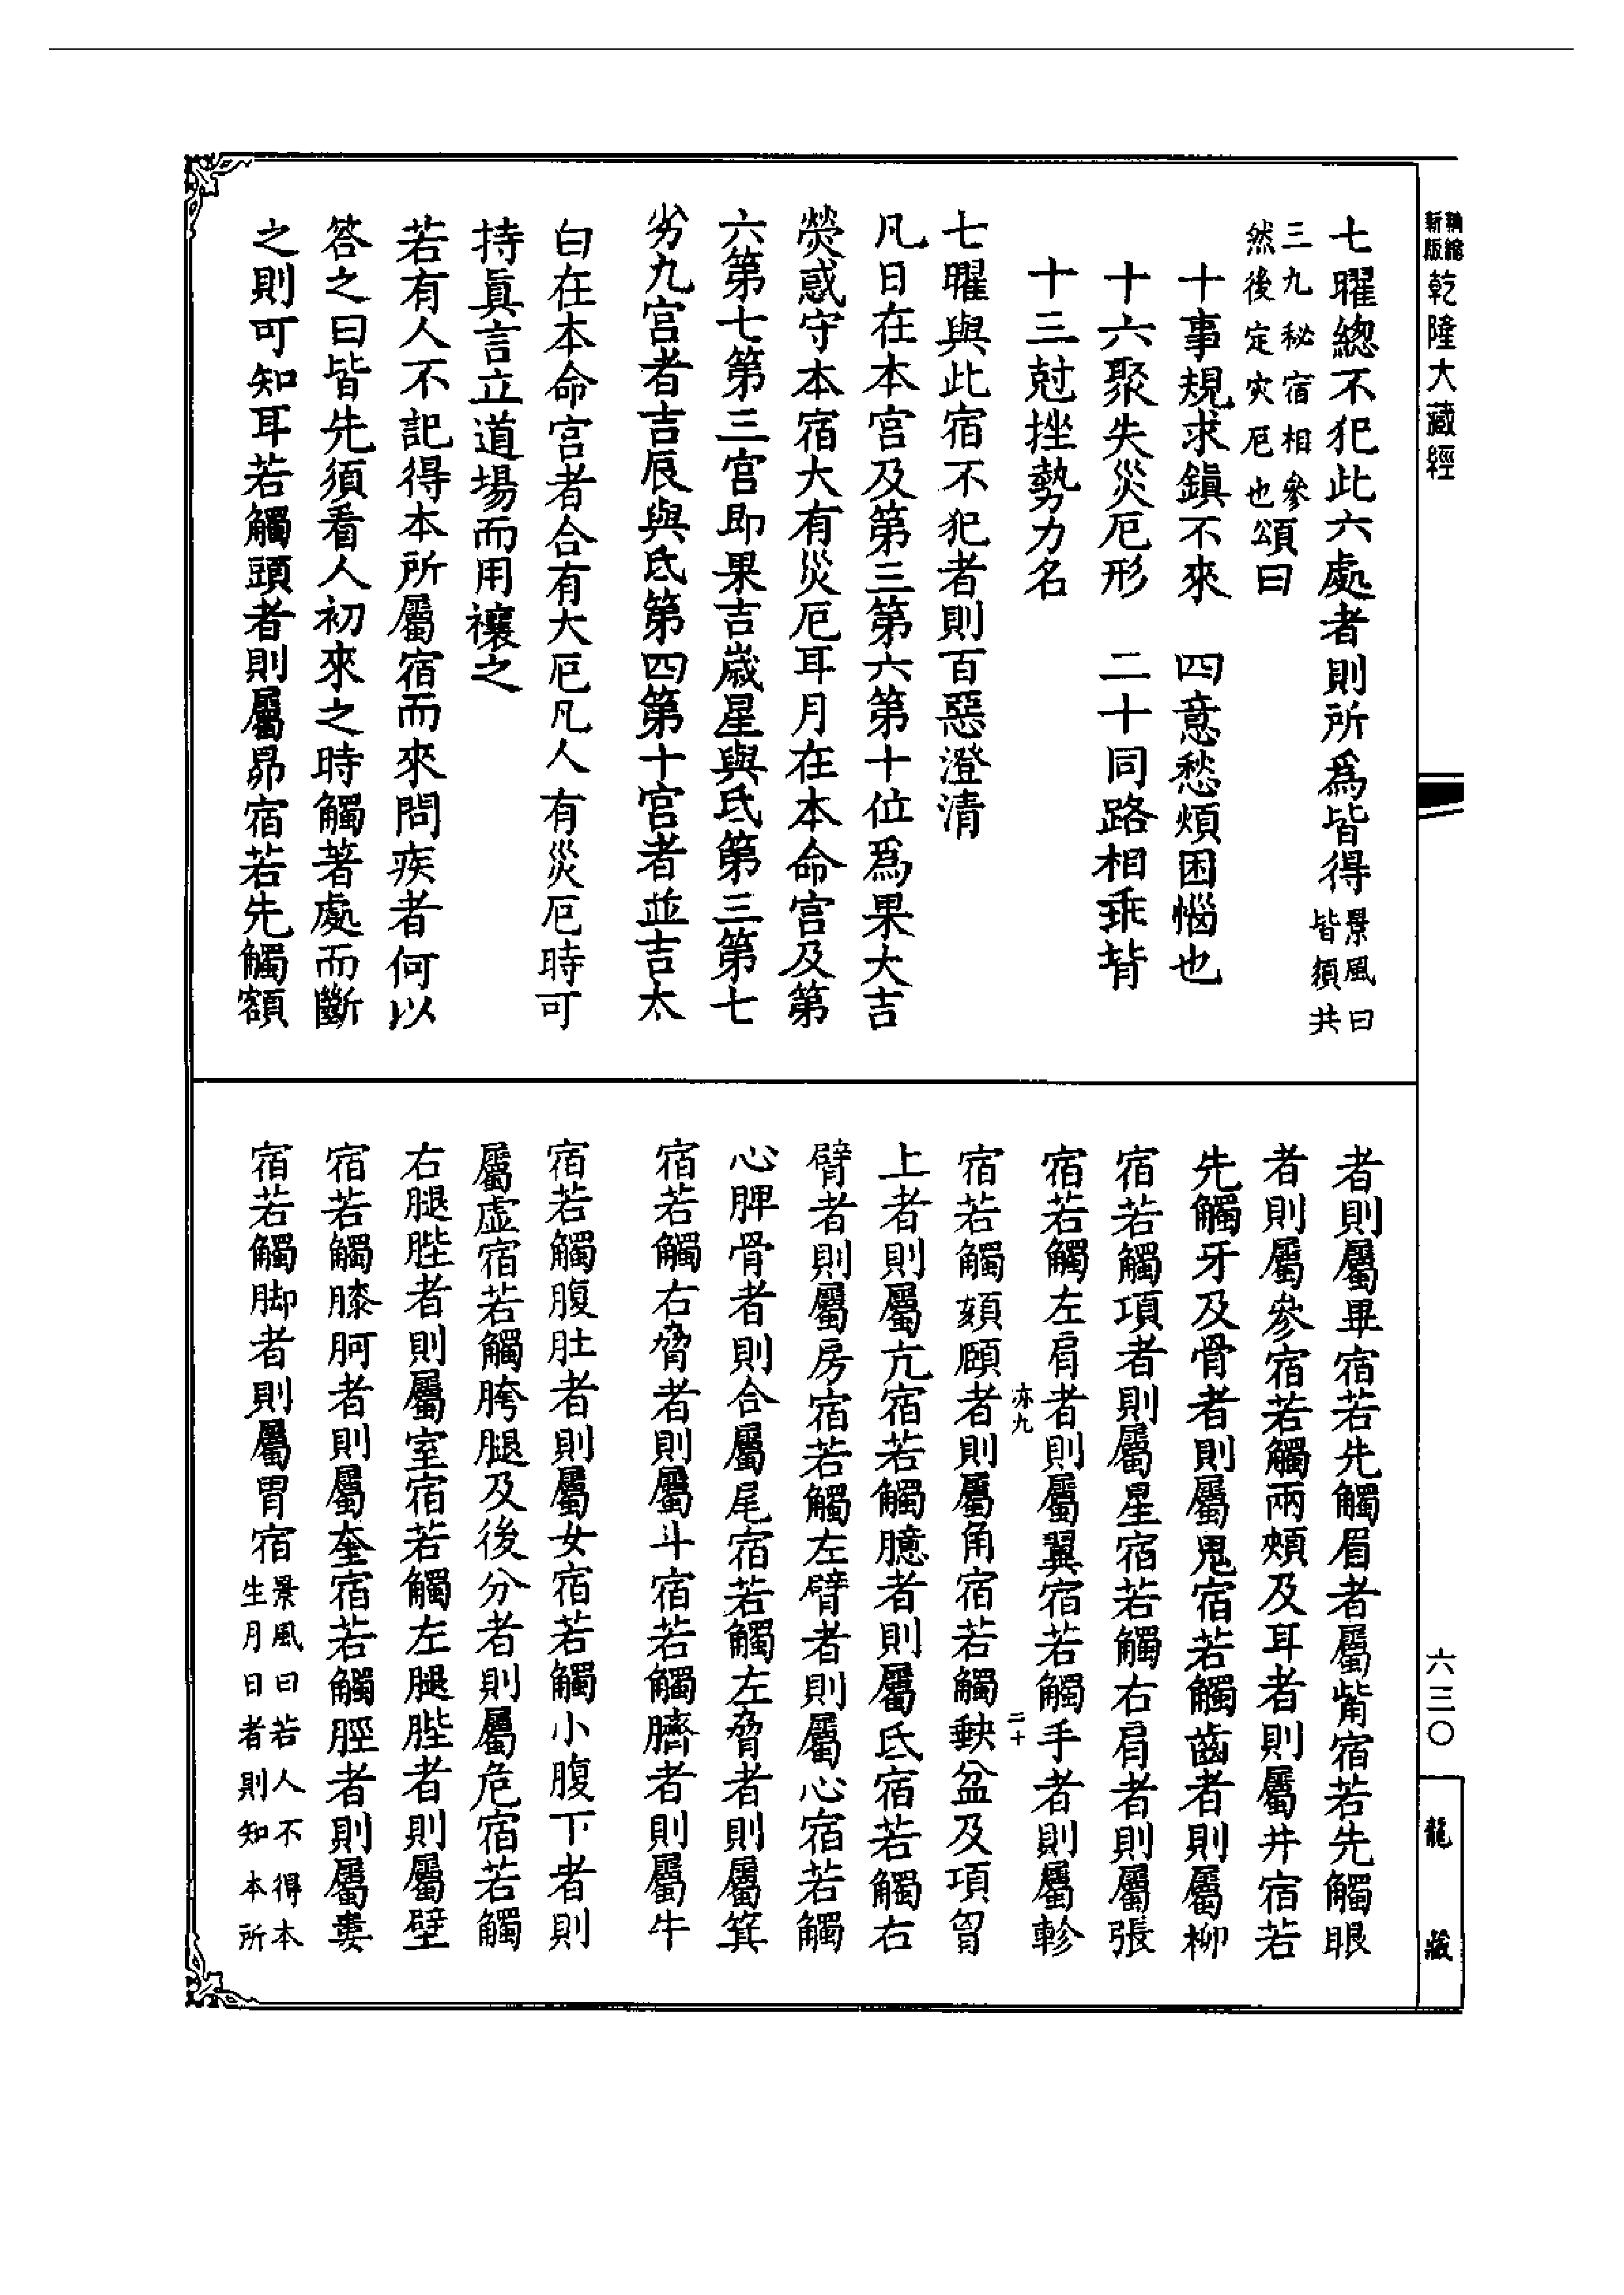 精縮
新版
乾隆大藏經
七曜總不犯此六處者則所爲皆得景風曰皆須共
三九秘宿相參然後定灾厄也頌曰
十事規求鎮不來　四意愁煩困惱也
十六聚失災厄形　二十同路相乖背
十三尅挫勢力名
七曜與此宿不犯者則百惡澄清
凡日在本宫及第三第六第十位爲果大吉
熒惑守本宿大有災厄耳月在本命宫及第
六第七第三宫即果吉歲星與氐第三第七
劣九宫者吉辰與氐第四第十宫者並吉太
白在本命宫者合有大厄凡人有災厄時可
持眞言立道場而用禳之
若有人不記得本所屬宿而來問疾者何以
答之曰皆先須看人初來之時觸著處而斷
之則可知耳若觸頭者則屬昴宿若先觸額
者則屬畢宿若先觸眉者屬觜宿若先觸眼
者則屬參宿若觸兩頰及耳者則屬井宿若
先觸牙及骨者則屬鬼宿若觸齒者則屬柳
宿若觸項者則屬星宿若觸右肩者則屬張
宿若觸左肩者則屬翼宿若觸手者則屬軫
亦九　二十
宿若觸頦頤者則屬角宿若觸缺盆及項胷
上者則屬亢宿若觸臆者則屬氐宿若觸右
臂者則屬房宿若觸左臂者則屬心宿若觸
心脾骨者則合屬尾宿若觸左脅者則屬箕
宿若觸右脅者則屬斗宿若觸臍者則屬牛
宿若觸腹肚者則屬女宿若觸小腹下者則
屬虛宿若觸胯腿及後分者則屬危宿若觸
右腿䏶者則屬室宿若觸左腿䏶者則屬壁
宿若觸膝胢者則屬奎宿若觸脛者則屬婁
宿若觸脚者則屬胃宿景風曰若人不得本生月日者則知本所
六三〇
龍藏